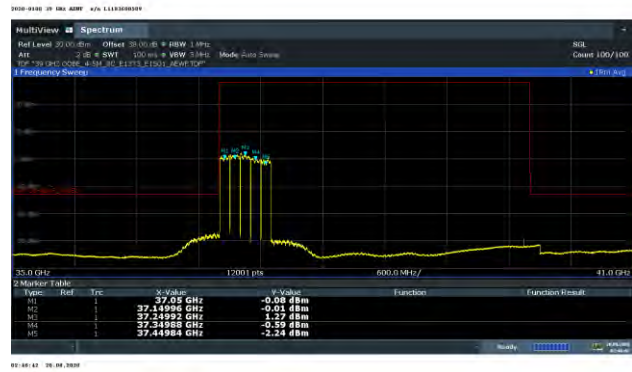 MultiView Spectrum
Ref Level 30.00 dBm Offset 38.00 dB RBW 1 MHz SGL
Att 2 dB SWT 100 ms VBW 3 MHz Mode Auto Sweep Count 100/100
1 Frequency Sweep 1Rm Avg
M1 M2 M3 M4 M5
35.0 GHz 12001 pts 600.0 MHz/ 41.0 GHz
2 Marker Table
Type Ref Trc X-Value Y-Value Function Function Result
M1 1 37.05 GHz -0.08 dBm
M2 1 37.14996 GHz -0.01 dBm
M3 1 37.24992 GHz 1.27 dBm
M4 1 37.34988 GHz -0.59 dBm
M5 1 37.44984 GHz -2.24 dBm
Ready